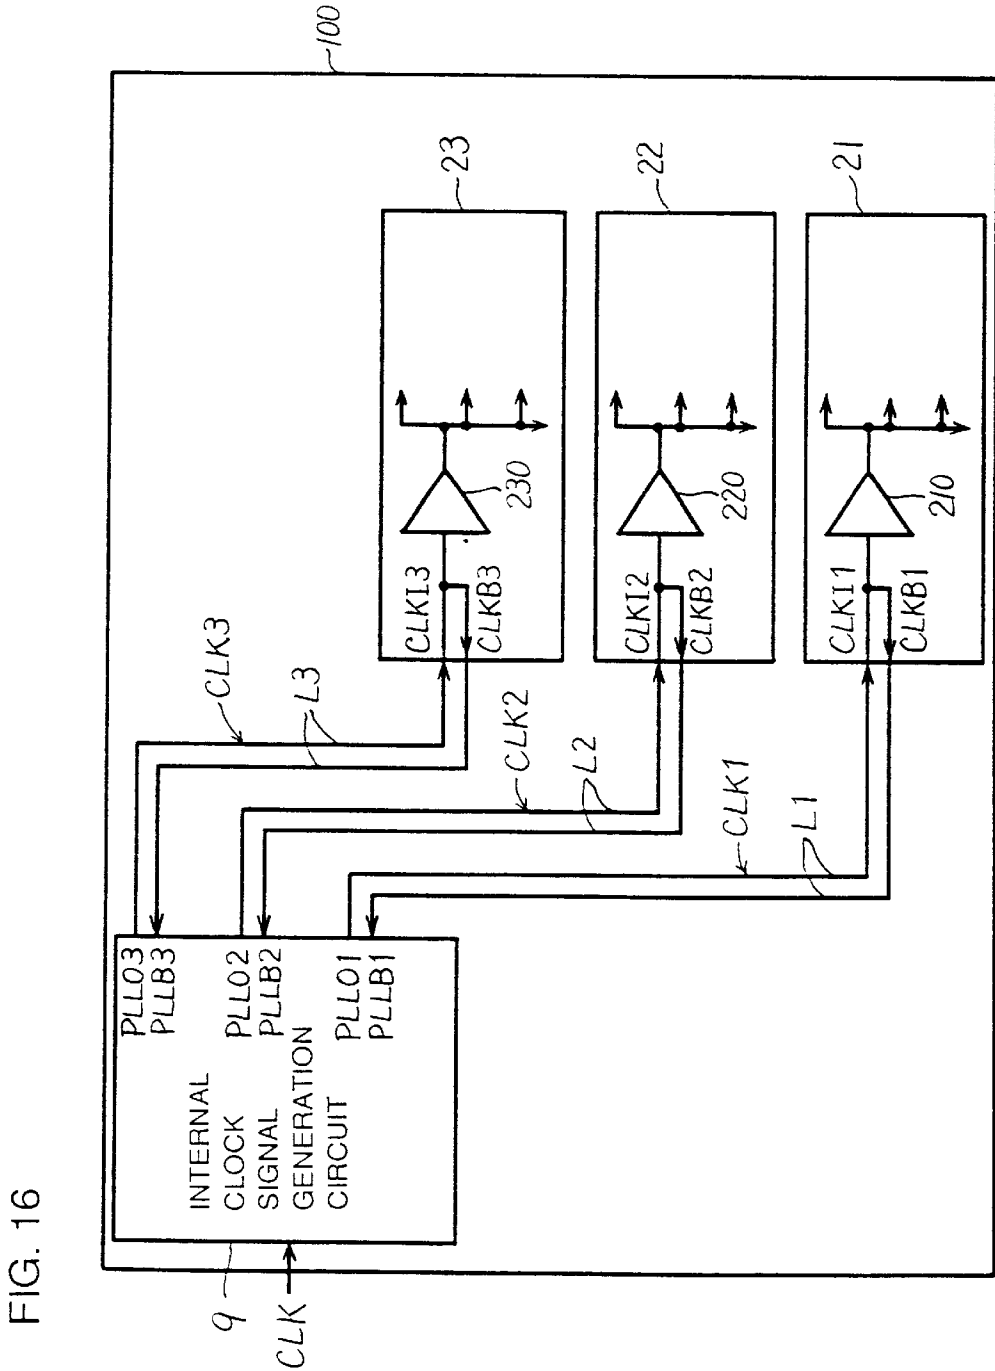 FIG. 16
100
9
CLK
INTERNAL
CLOCK
SIGNAL
GENERATION
CIRCUIT
PLLO3
PLLB3
PLLO2
PLLB2
PLLO1
PLLB1
CLK3
L3
CLK2
L2
CLK1
L1
CLKI3
CLKB3
230
23
CLKI2
CLKB2
220
22
CLKI1
CLKB1
210
21